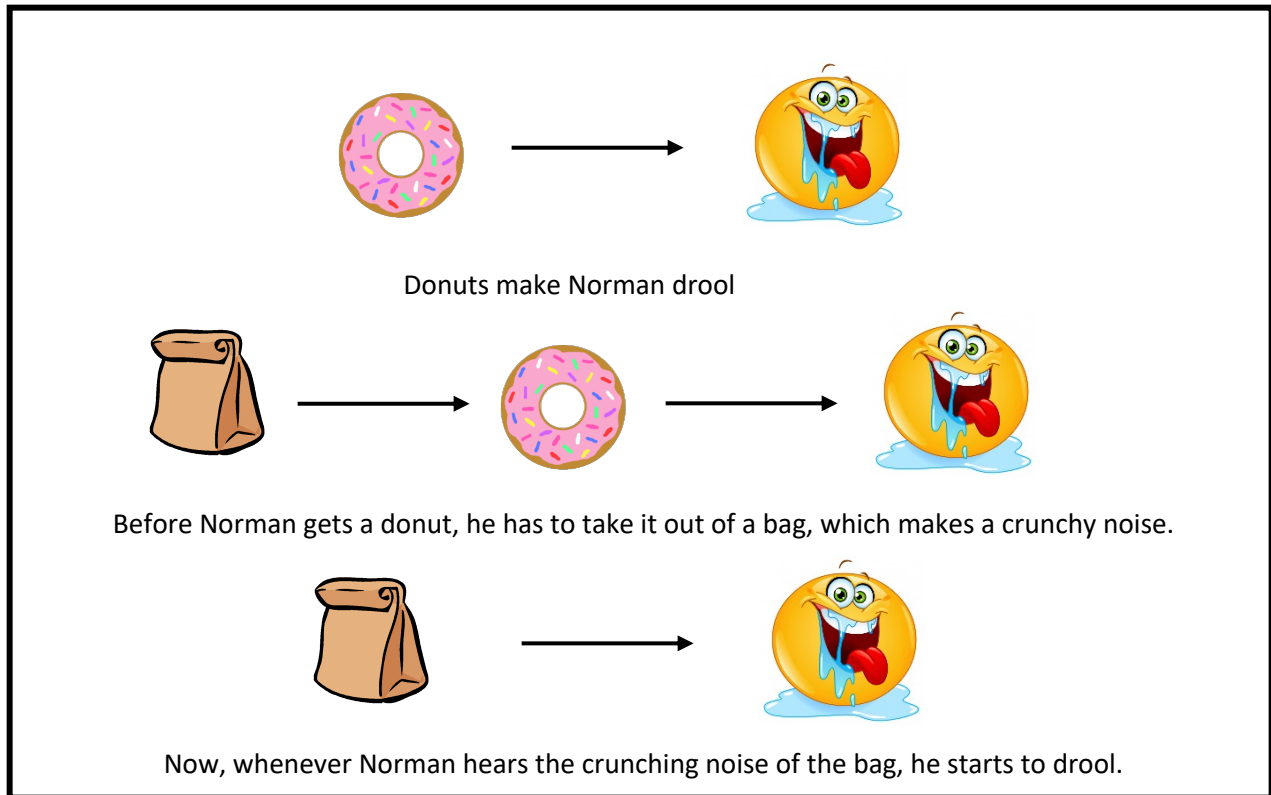 Donuts make Norman drool
Before Norman gets a donut, he has to take it out of a bag, which makes a crunchy noise.
Now, whenever Norman hears the crunching noise of the bag, he starts to drool.